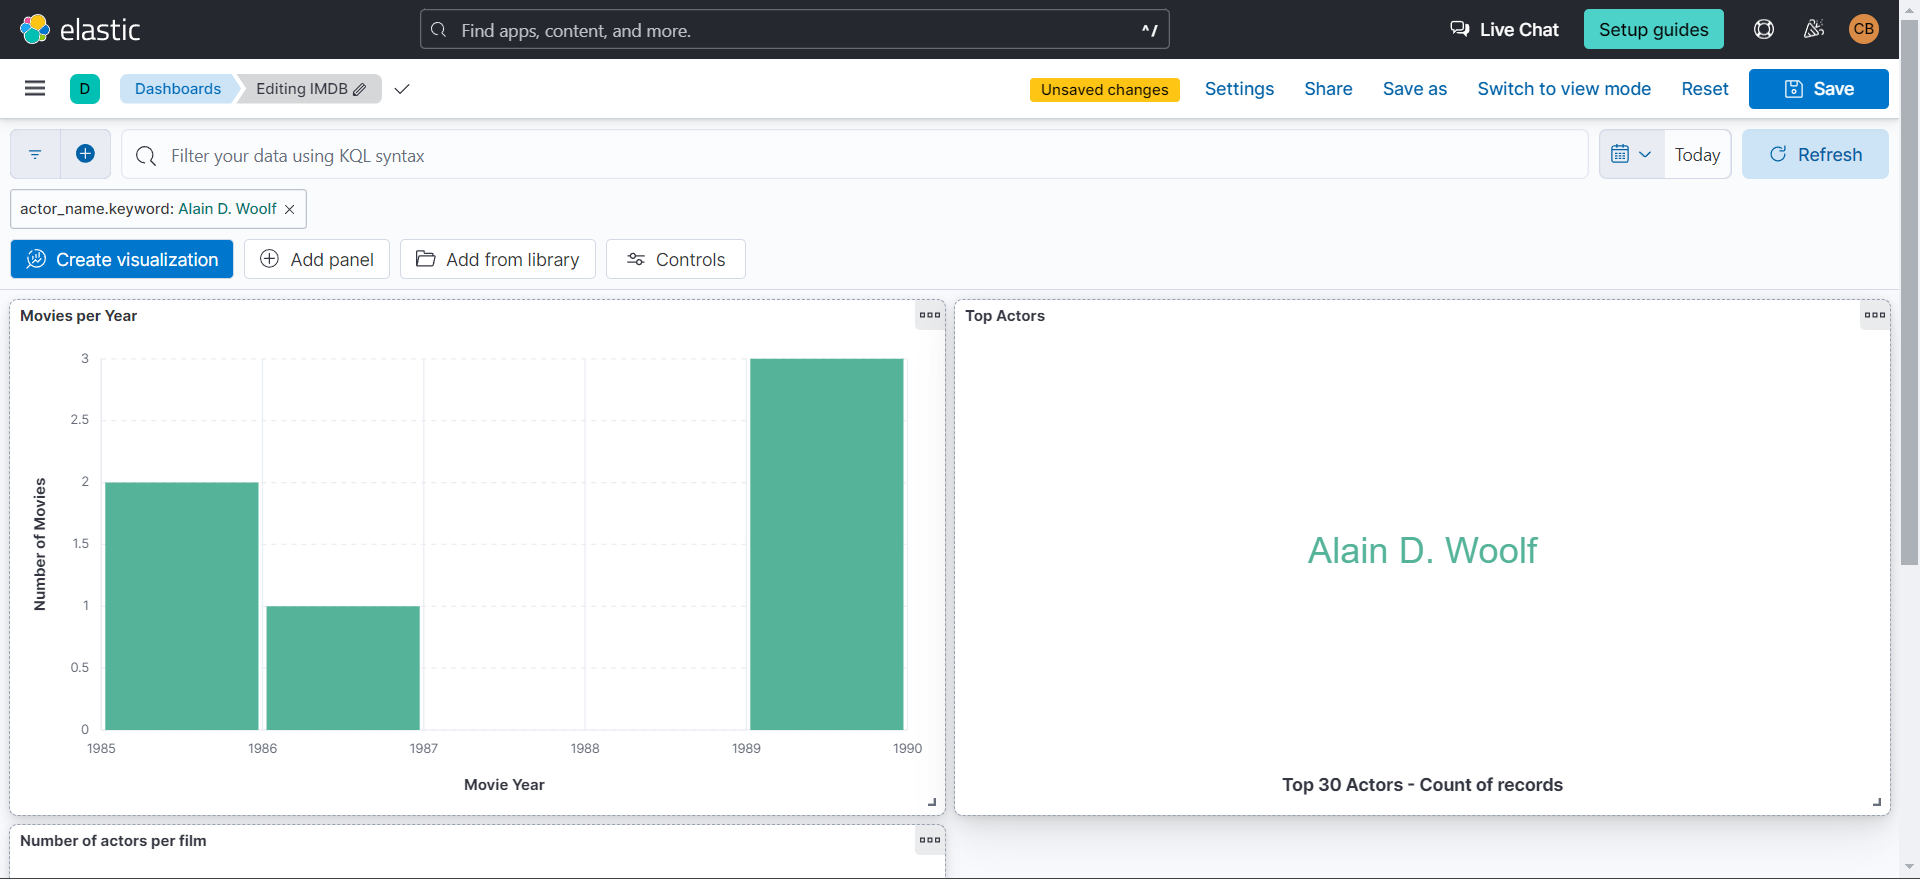 elastic
Find apps, content, and more.
^/
Live Chat
Setup guides
CB
D
Dashboards
Editing IMDB
Unsaved changes
Settings
Share
Save as
Switch to view mode
Reset
Save
Filter your data using KQL syntax
Today
Refresh
actor_name.keyword: Alain D. Woolf
Create visualization
Add panel
Add from library
Controls
Movies per Year
3
2.5
2
1.5
1
0.5
0
Number of Movies
1985 1986 1987 1988 1989 1990
Movie Year
Top Actors
Alain D. Woolf
Top 30 Actors - Count of records
Number of actors per film